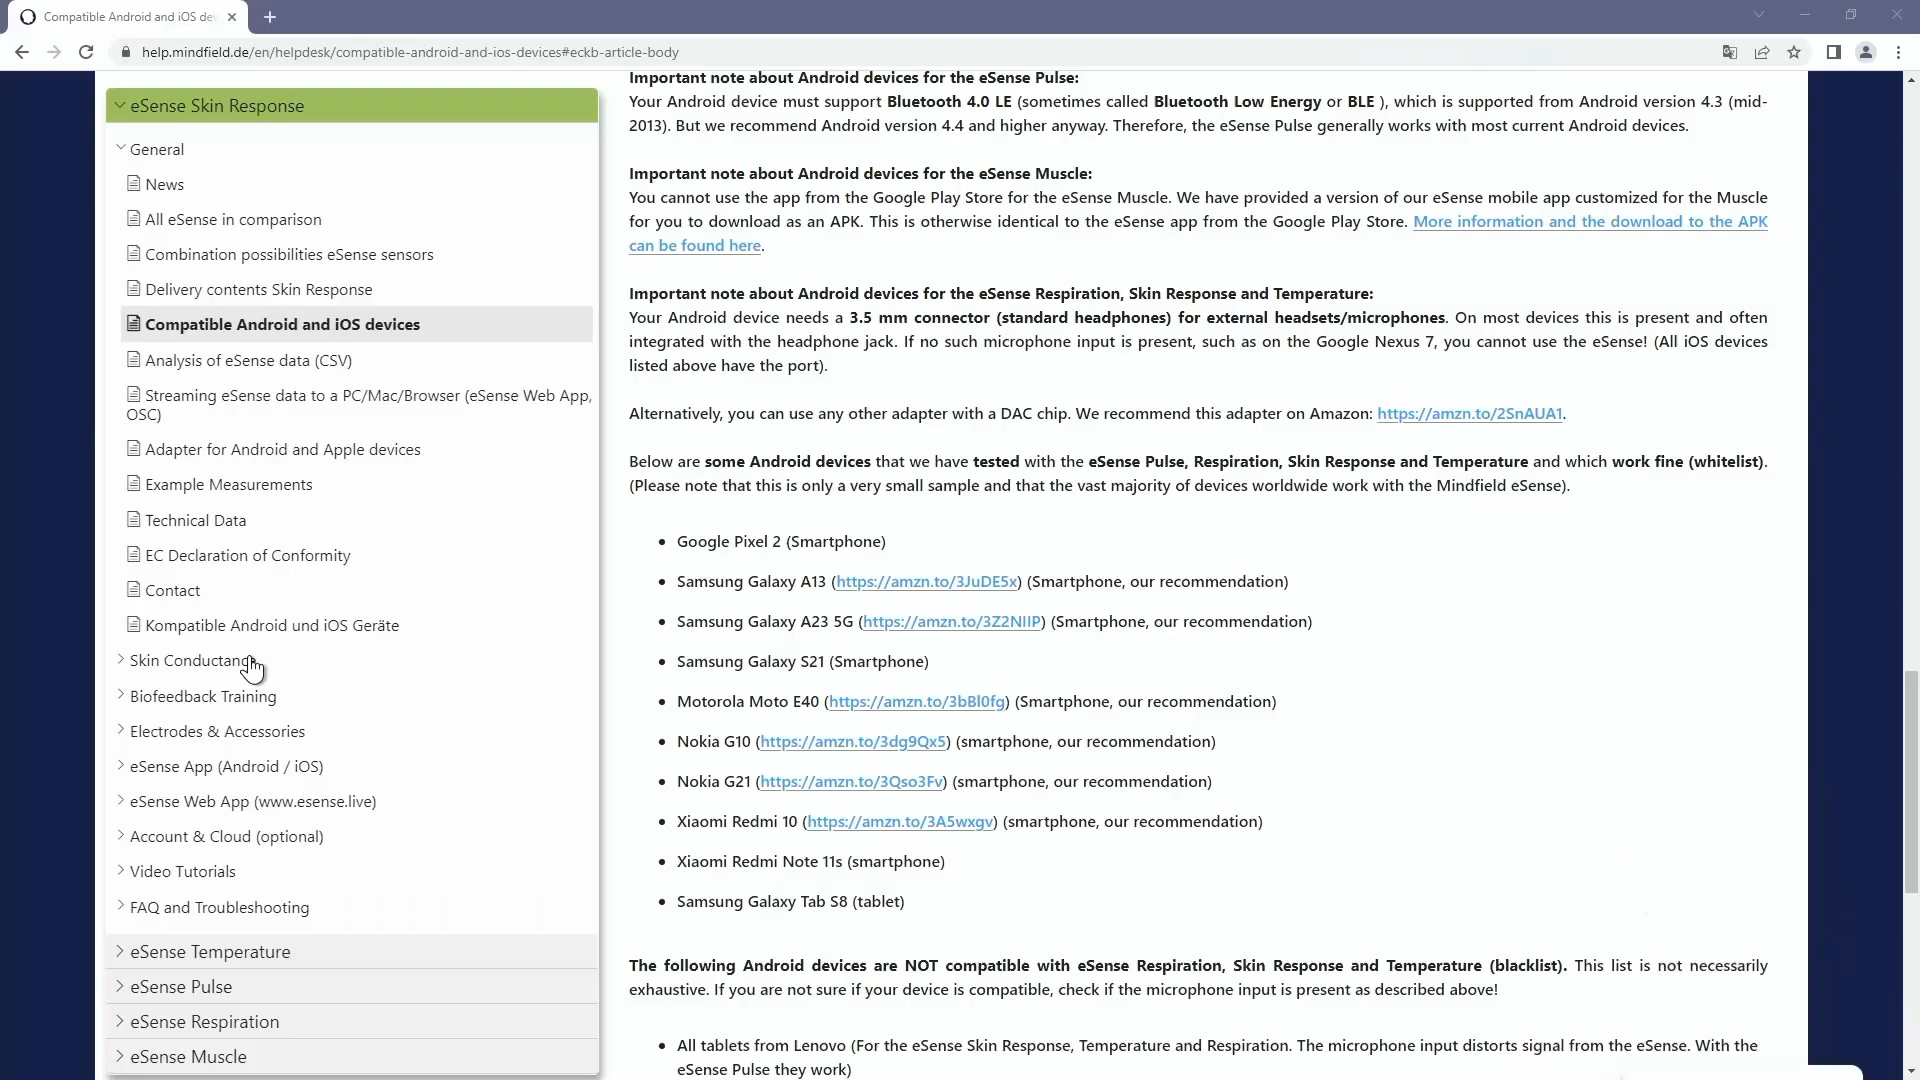 Compatible Android and iOS de
help.mindfield.de/en/helpdesk/compatible-android-and-ios-devices#eckb-article-body
eSense Skin Response
General
News
All eSense in comparison
Combination possibilities eSense sensors
Delivery contents Skin Response
Compatible Android and iOS devices
Analysis of eSense data (CSV)
Streaming eSense data to a PC/Mac/Browser (eSense Web App,
OSC)
Adapter for Android and Apple devices
Example Measurements
Technical Data
EC Declaration of Conformity
Contact
Kompatible Android und iOS Geräte
Skin Conductanc
Biofeedback Training
Electrodes & Accessories
eSense App (Android / iOS)
eSense Web App (www.esense.live)
Account & Cloud (optional)
Video Tutorials
FAQ and Troubleshooting
eSense Temperature
eSense Pulse
eSense Respiration
eSense Muscle
Important note about Android devices for the eSense Pulse:
Your Android device must support Bluetooth 4.0 LE (sometimes called Bluetooth Low Energy or BLE ), which is supported from Android version 4.3 (mid-
2013). But we recommend Android version 4.4 and higher anyway. Therefore, the eSense Pulse generally works with most current Android devices.
Important note about Android devices for the eSense Muscle:
You cannot use the app from the Google Play Store for the eSense Muscle. We have provided a version of our eSense mobile app customized for the Muscle
for you to download as an APK. This is otherwise identical to the eSense app from the Google Play Store. More information and the download to the APK
can be found here.
Important note about Android devices for the eSense Respiration, Skin Response and Temperature:
Your Android device needs a 3.5 mm connector (standard headphones) for external headsets/microphones. On most devices this is present and often
integrated with the headphone jack. If no such microphone input is present, such as on the Google Nexus 7, you cannot use the eSense! (All iOS devices
listed above have the port).
Alternatively, you can use any other adapter with a DAC chip. We recommend this adapter on Amazon: https://amzn.to/2SnAUA1.
Below are some Android devices that we have tested with the eSense Pulse, Respiration, Skin Response and Temperature and which work fine (whitelist).
(Please note that this is only a very small sample and that the vast majority of devices worldwide work with the Mindfield eSense).
• Google Pixel 2 (Smartphone)
• Samsung Galaxy A13 (https://amzn.to/3JuDE5x) (Smartphone, our recommendation)
• Samsung Galaxy A23 5G (https://amzn.to/3Z2NIIP) (Smartphone, our recommendation)
• Samsung Galaxy S21 (Smartphone)
• Motorola Moto E40 (https://amzn.to/3bBl0fg) (Smartphone, our recommendation)
• Nokia G10 (https://amzn.to/3dg9Qx5) (smartphone, our recommendation)
• Nokia G21 (https://amzn.to/3Qso3Fv) (smartphone, our recommendation)
• Xiaomi Redmi 10 (https://amzn.to/3A5wxgv) (smartphone, our recommendation)
• Xiaomi Redmi Note 11s (smartphone)
• Samsung Galaxy Tab S8 (tablet)
The following Android devices are NOT compatible with eSense Respiration, Skin Response and Temperature (blacklist). This list is not necessarily
exhaustive. If you are not sure if your device is compatible, check if the microphone input is present as described above!
• All tablets from Lenovo (For the eSense Skin Response, Temperature and Respiration. The microphone input distorts signal from the eSense. With the
eSense Pulse they work)